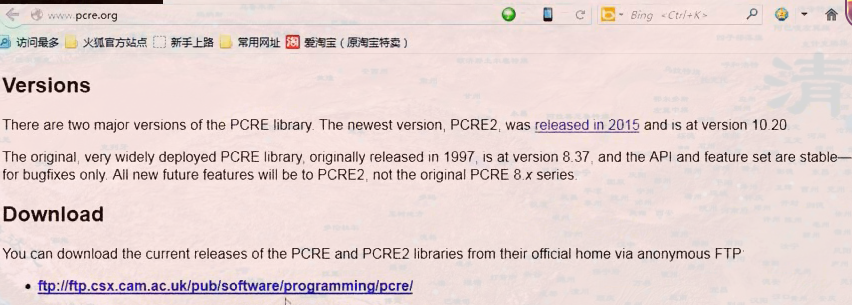 www.pcre.org
Bing <Ctrl+K>
访问最多 火狐官方站点 新手上路 常用网址 爱淘宝（原淘宝特卖）
Versions
There are two major versions of the PCRE library. The newest version, PCRE2, was released in 2015 and is at version 10.20
The original, very widely deployed PCRE library, originally released in 1997, is at version 8.37, and the API and feature set are stable—
for bugfixes only. All new future features will be to PCRE2, not the original PCRE 8.x series.
Download
You can download the current releases of the PCRE and PCRE2 libraries from their official home via anonymous FTP:
ftp://ftp.csx.cam.ac.uk/pub/software/programming/pcre/
清